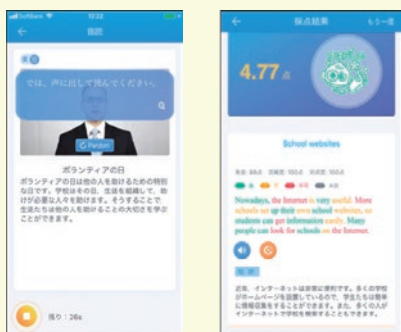 SoftBank 12:22
音読
英
では、声に出して読んでください。
Pardon
ボランティアの日
ボランティアの日は他の人を助けるための特別
な日です。学校はその日、生徒を組織して、助
けが必要な人々を助けます。そうすることで
生徒たちは他の人を助けることの大切さを学ぶ
ことができます。
残り：26s
採点結果 もう一度
4.77 点
School websites
Nowadays, the Internet is very useful. More
schools set up their own school websites, so
students can get information easily. Many
people can look for schools on the Internet.
近年、インターネットは非常に便利です。多くの学校
がホームページを設置しているので、学生たちは簡単
に情報収集をすることができます。また、多くの人が
インターネットで学校を検索することもできます。